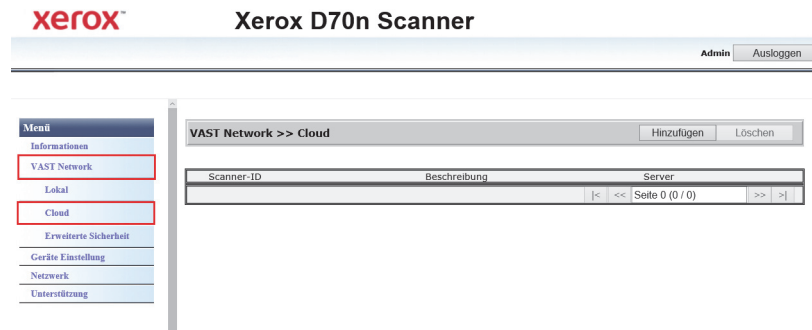 xerox™ Xerox D70n Scanner
Admin Ausloggen
Menü
Informationen
VAST Network
Lokal
Cloud
Erweiterte Sicherheit
Geräte Einstellung
Netzwerk
Unterstützung
VAST Network >> Cloud Hinzufügen Löschen
Scanner-ID Beschreibung Server
|< << Seite 0 (0 / 0) >> >|